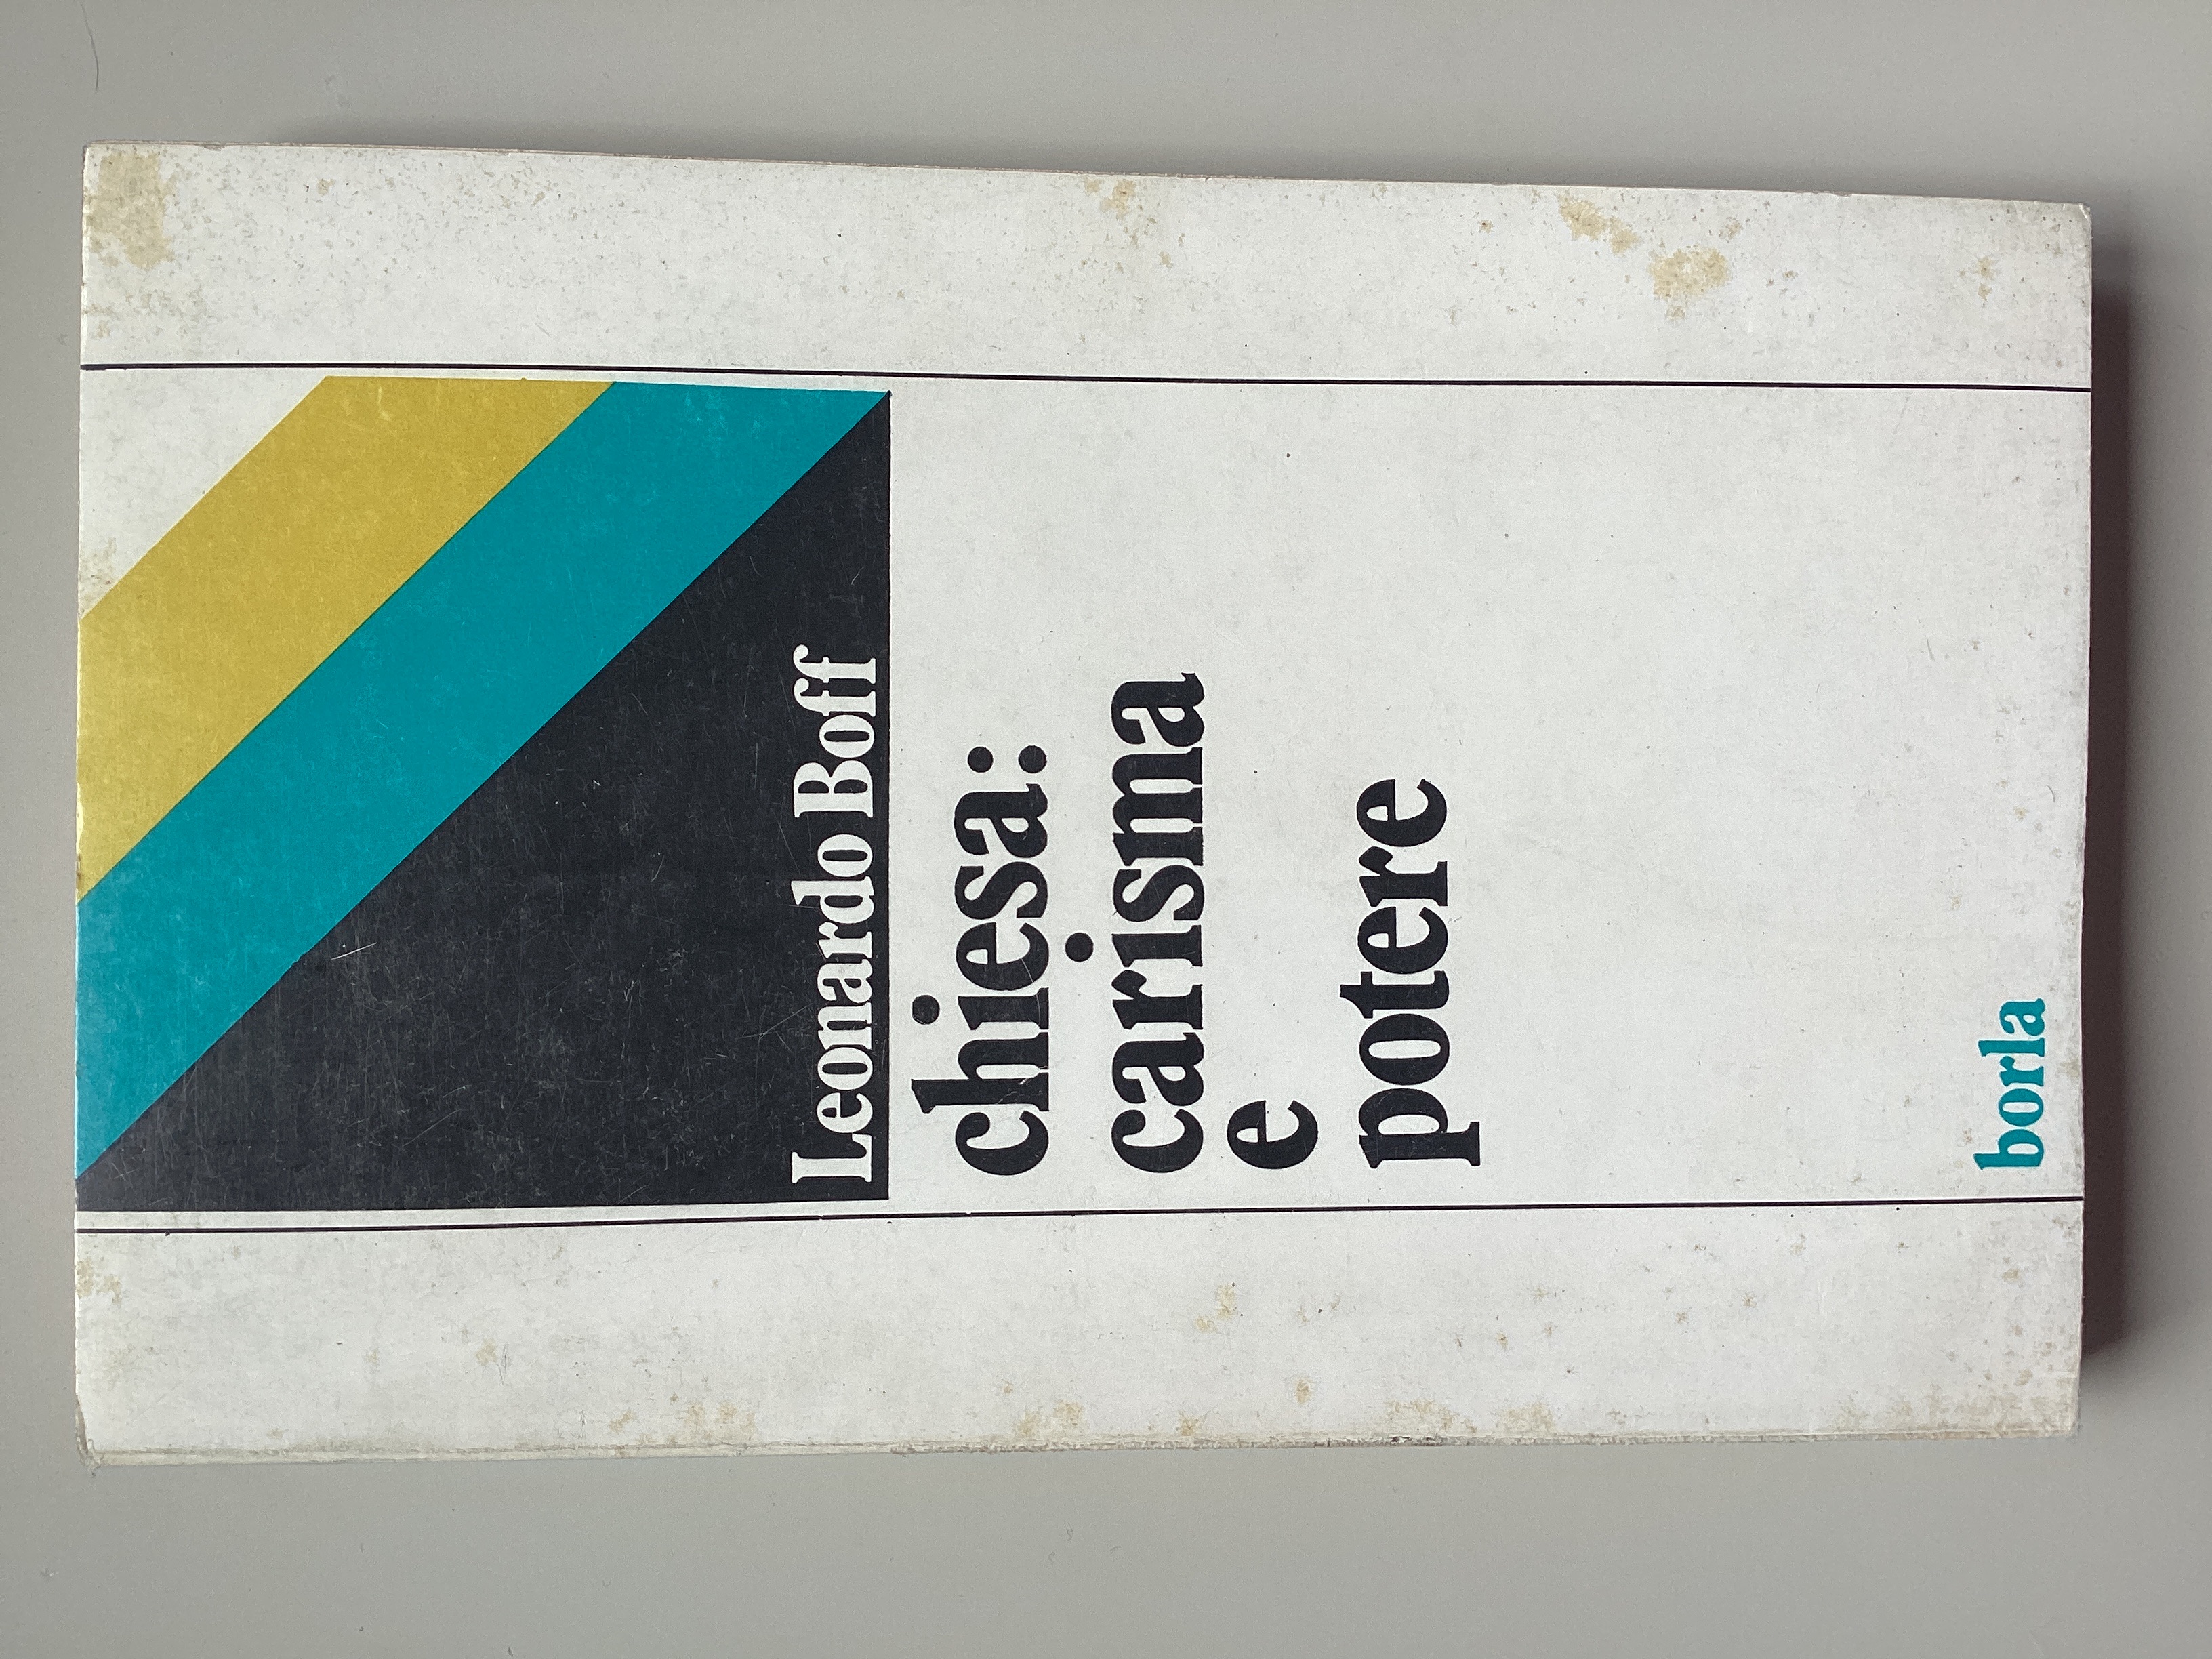 Leonardo Boff
chiesa:
carisma
e
potere
borla